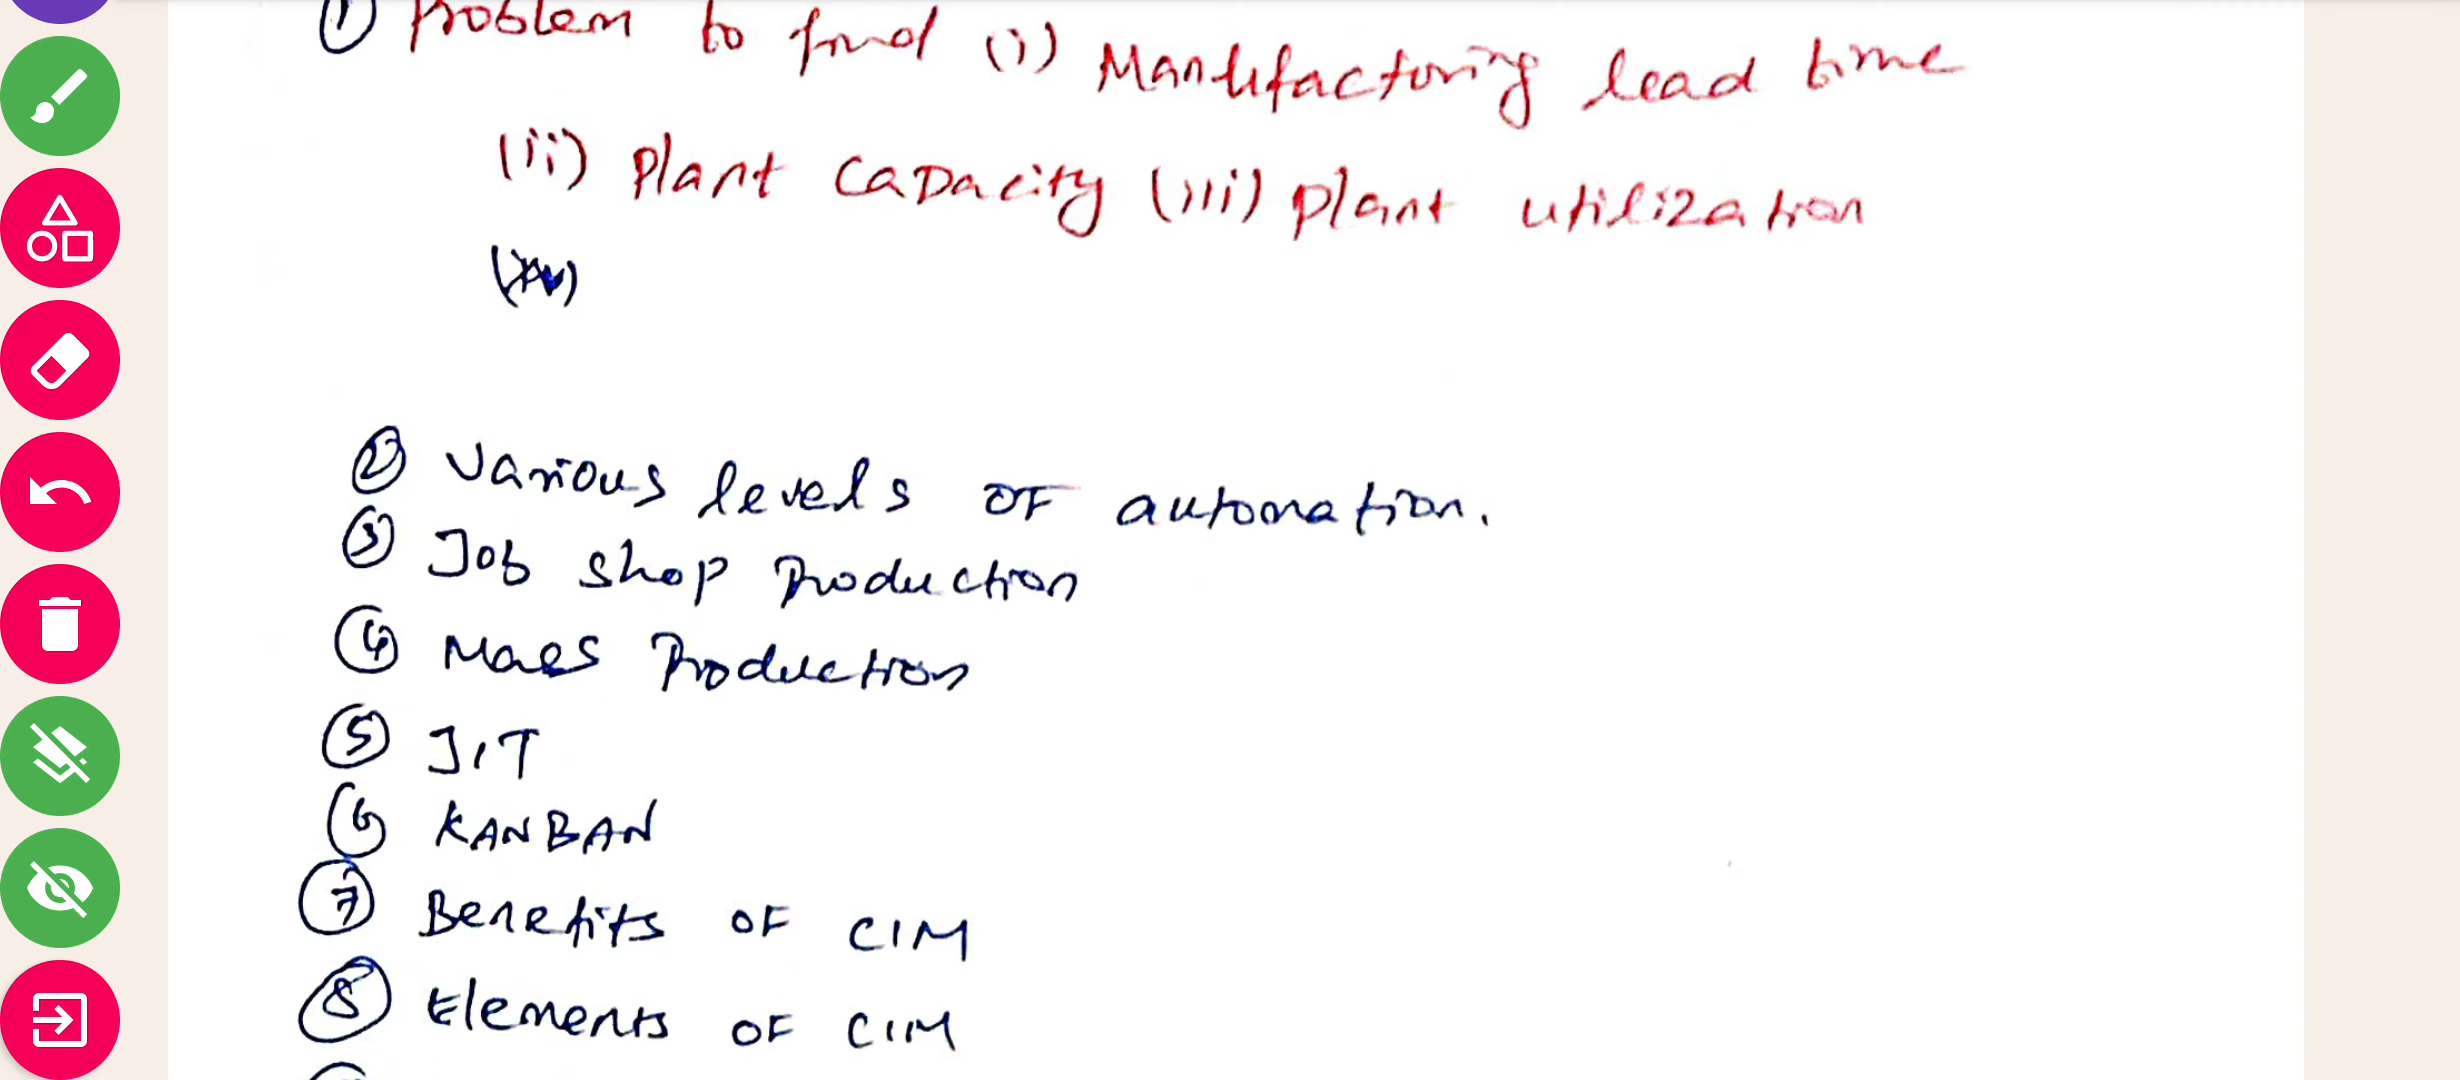 ① Problem to find (i) Manufacturing lead time
(ii) Plant capacity (iii) plant utilization
② Various levels OF automation.
③ Job shop Production
④ Mass Production
⑤ JIT
⑥ KANBAN
⑦ Benefits OF CIM
⑧ Elements OF CIM